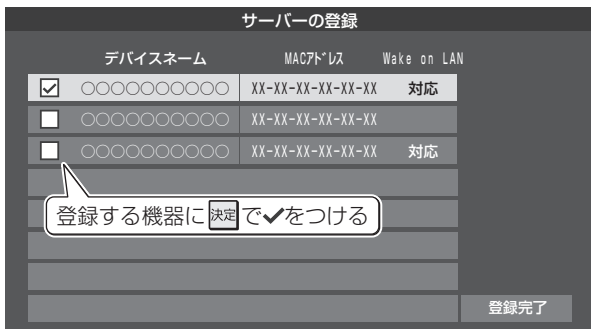 サーバーの登録
デバイスネーム MACアドレス Wake on LAN
✓ ○○○○○○○○○○ XX-XX-XX-XX-XX-XX 対応
○○○○○○○○○○ XX-XX-XX-XX-XX-XX
○○○○○○○○○○ XX-XX-XX-XX-XX-XX 対応
登録する機器に決定で✓をつける
登録完了